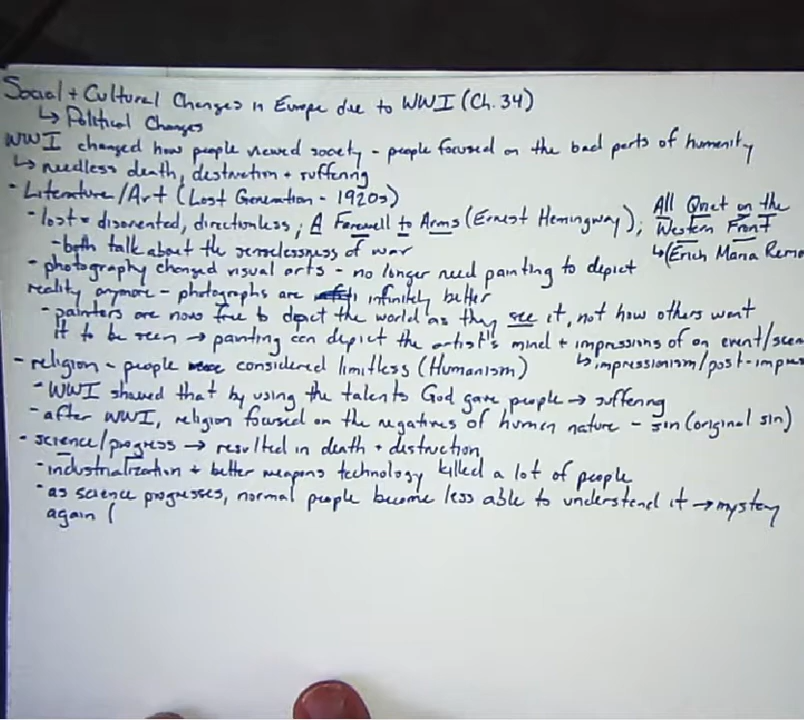 Social + Cultural Changes in Europe due to WWI (Ch. 34)
↳ Political Changes
WWI changed how people viewed society - people focused on the bad parts of humanity
↳ needless death, destruction + suffering
- Literature/Art (Lost Generation - 1920s)
- lost = disoriented, directionless; A Farewell to Arms (Ernest Hemingway); All Quiet on the
Western Front
↳ (Erich Maria Remar
- both talk about the senselessness of war
- photography changed visual arts - no longer need painting to depict
reality anymore - photographs are infinitely better
- painters are now free to depict the world as they see it, not how others want
it to be seen → painting can depict the artist's mind + impressions of an event/scen
↳ impressionism/post-impres
- religion - people considered limitless (Humanism)
- WWI showed that by using the talents God gave people → suffering
- after WWI, religion focused on the negatives of human nature - sin (original sin)
- science/progress → resulted in death + destruction
- industrialization + better weapons technology killed a lot of people
- as science progresses, normal people become less able to understand it → mystery
again (